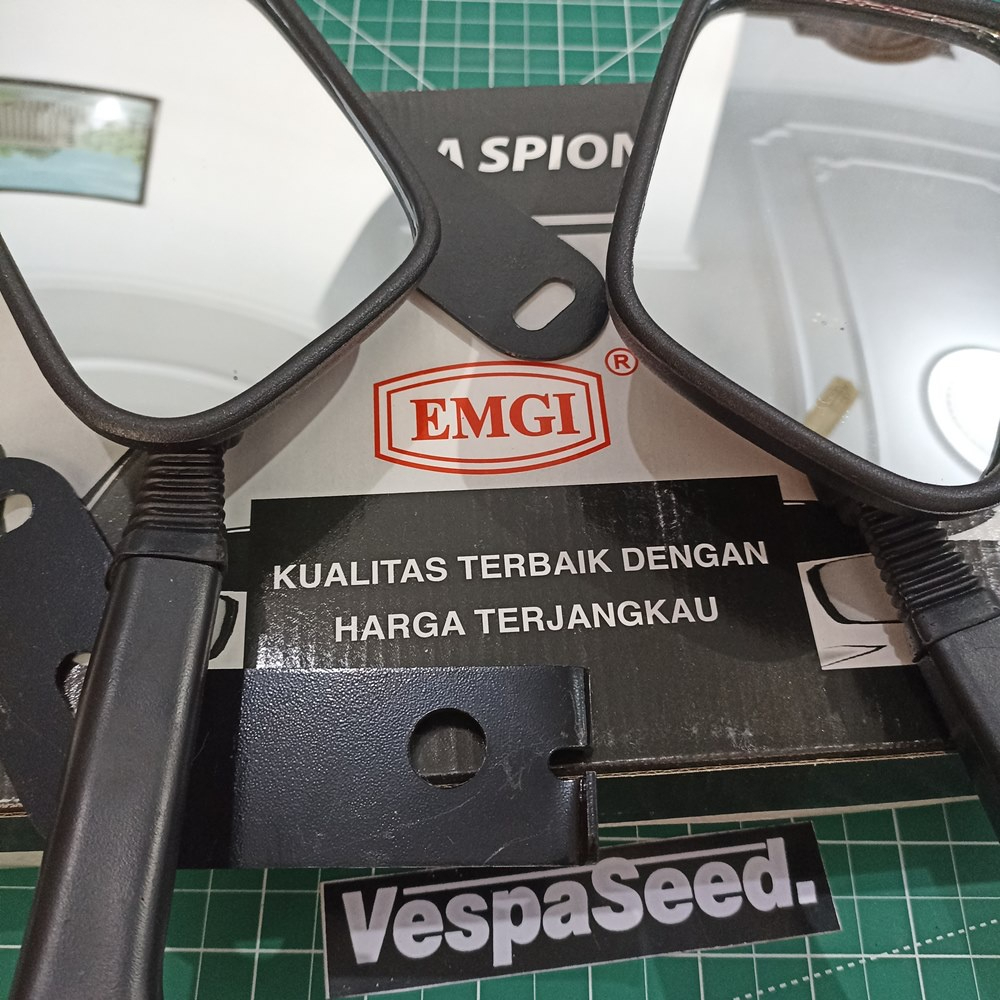 A SPION
EMGI ®
KUALITAS TERBAIK DENGAN
HARGA TERJANGKAU
VespaSeed.